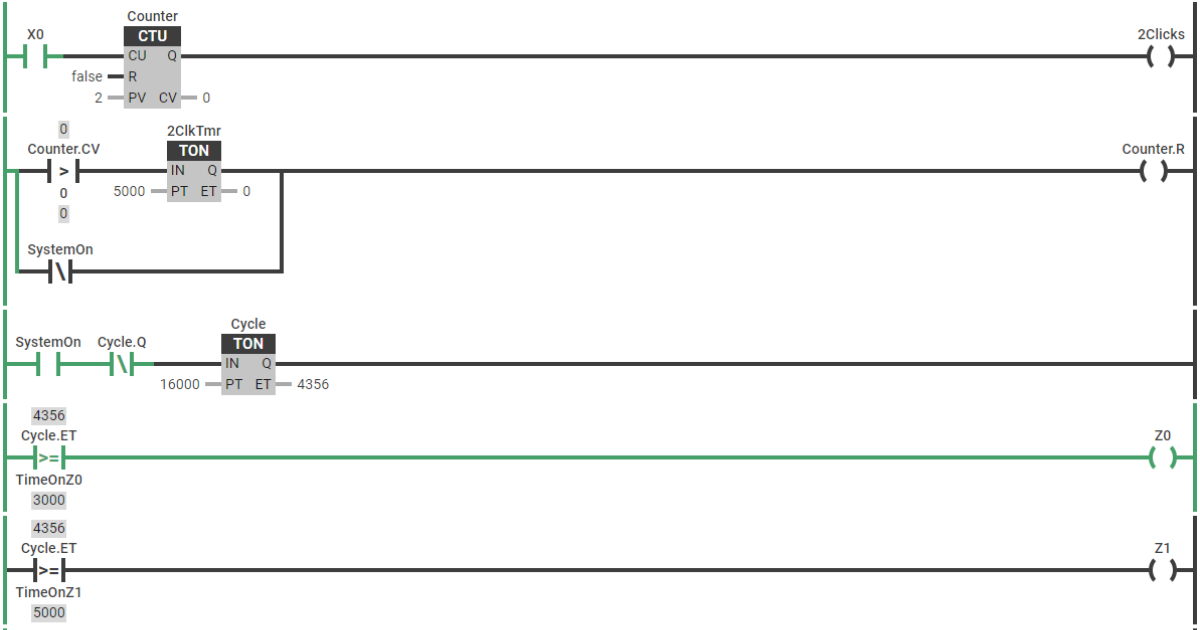 Counter
X0 CTU 2Clicks
CU Q
false R
2 PV CV 0
0 2ClkTmr
Counter.CV TON Counter.R
> IN Q
0 5000 PT ET 0
0
SystemOn
\
Cycle
SystemOn Cycle.Q TON
\ IN Q
16000 PT ET 4356
4356
Cycle.ET Z0
>=
TimeOnZ0
3000
4356
Cycle.ET Z1
>=
TimeOnZ1
5000